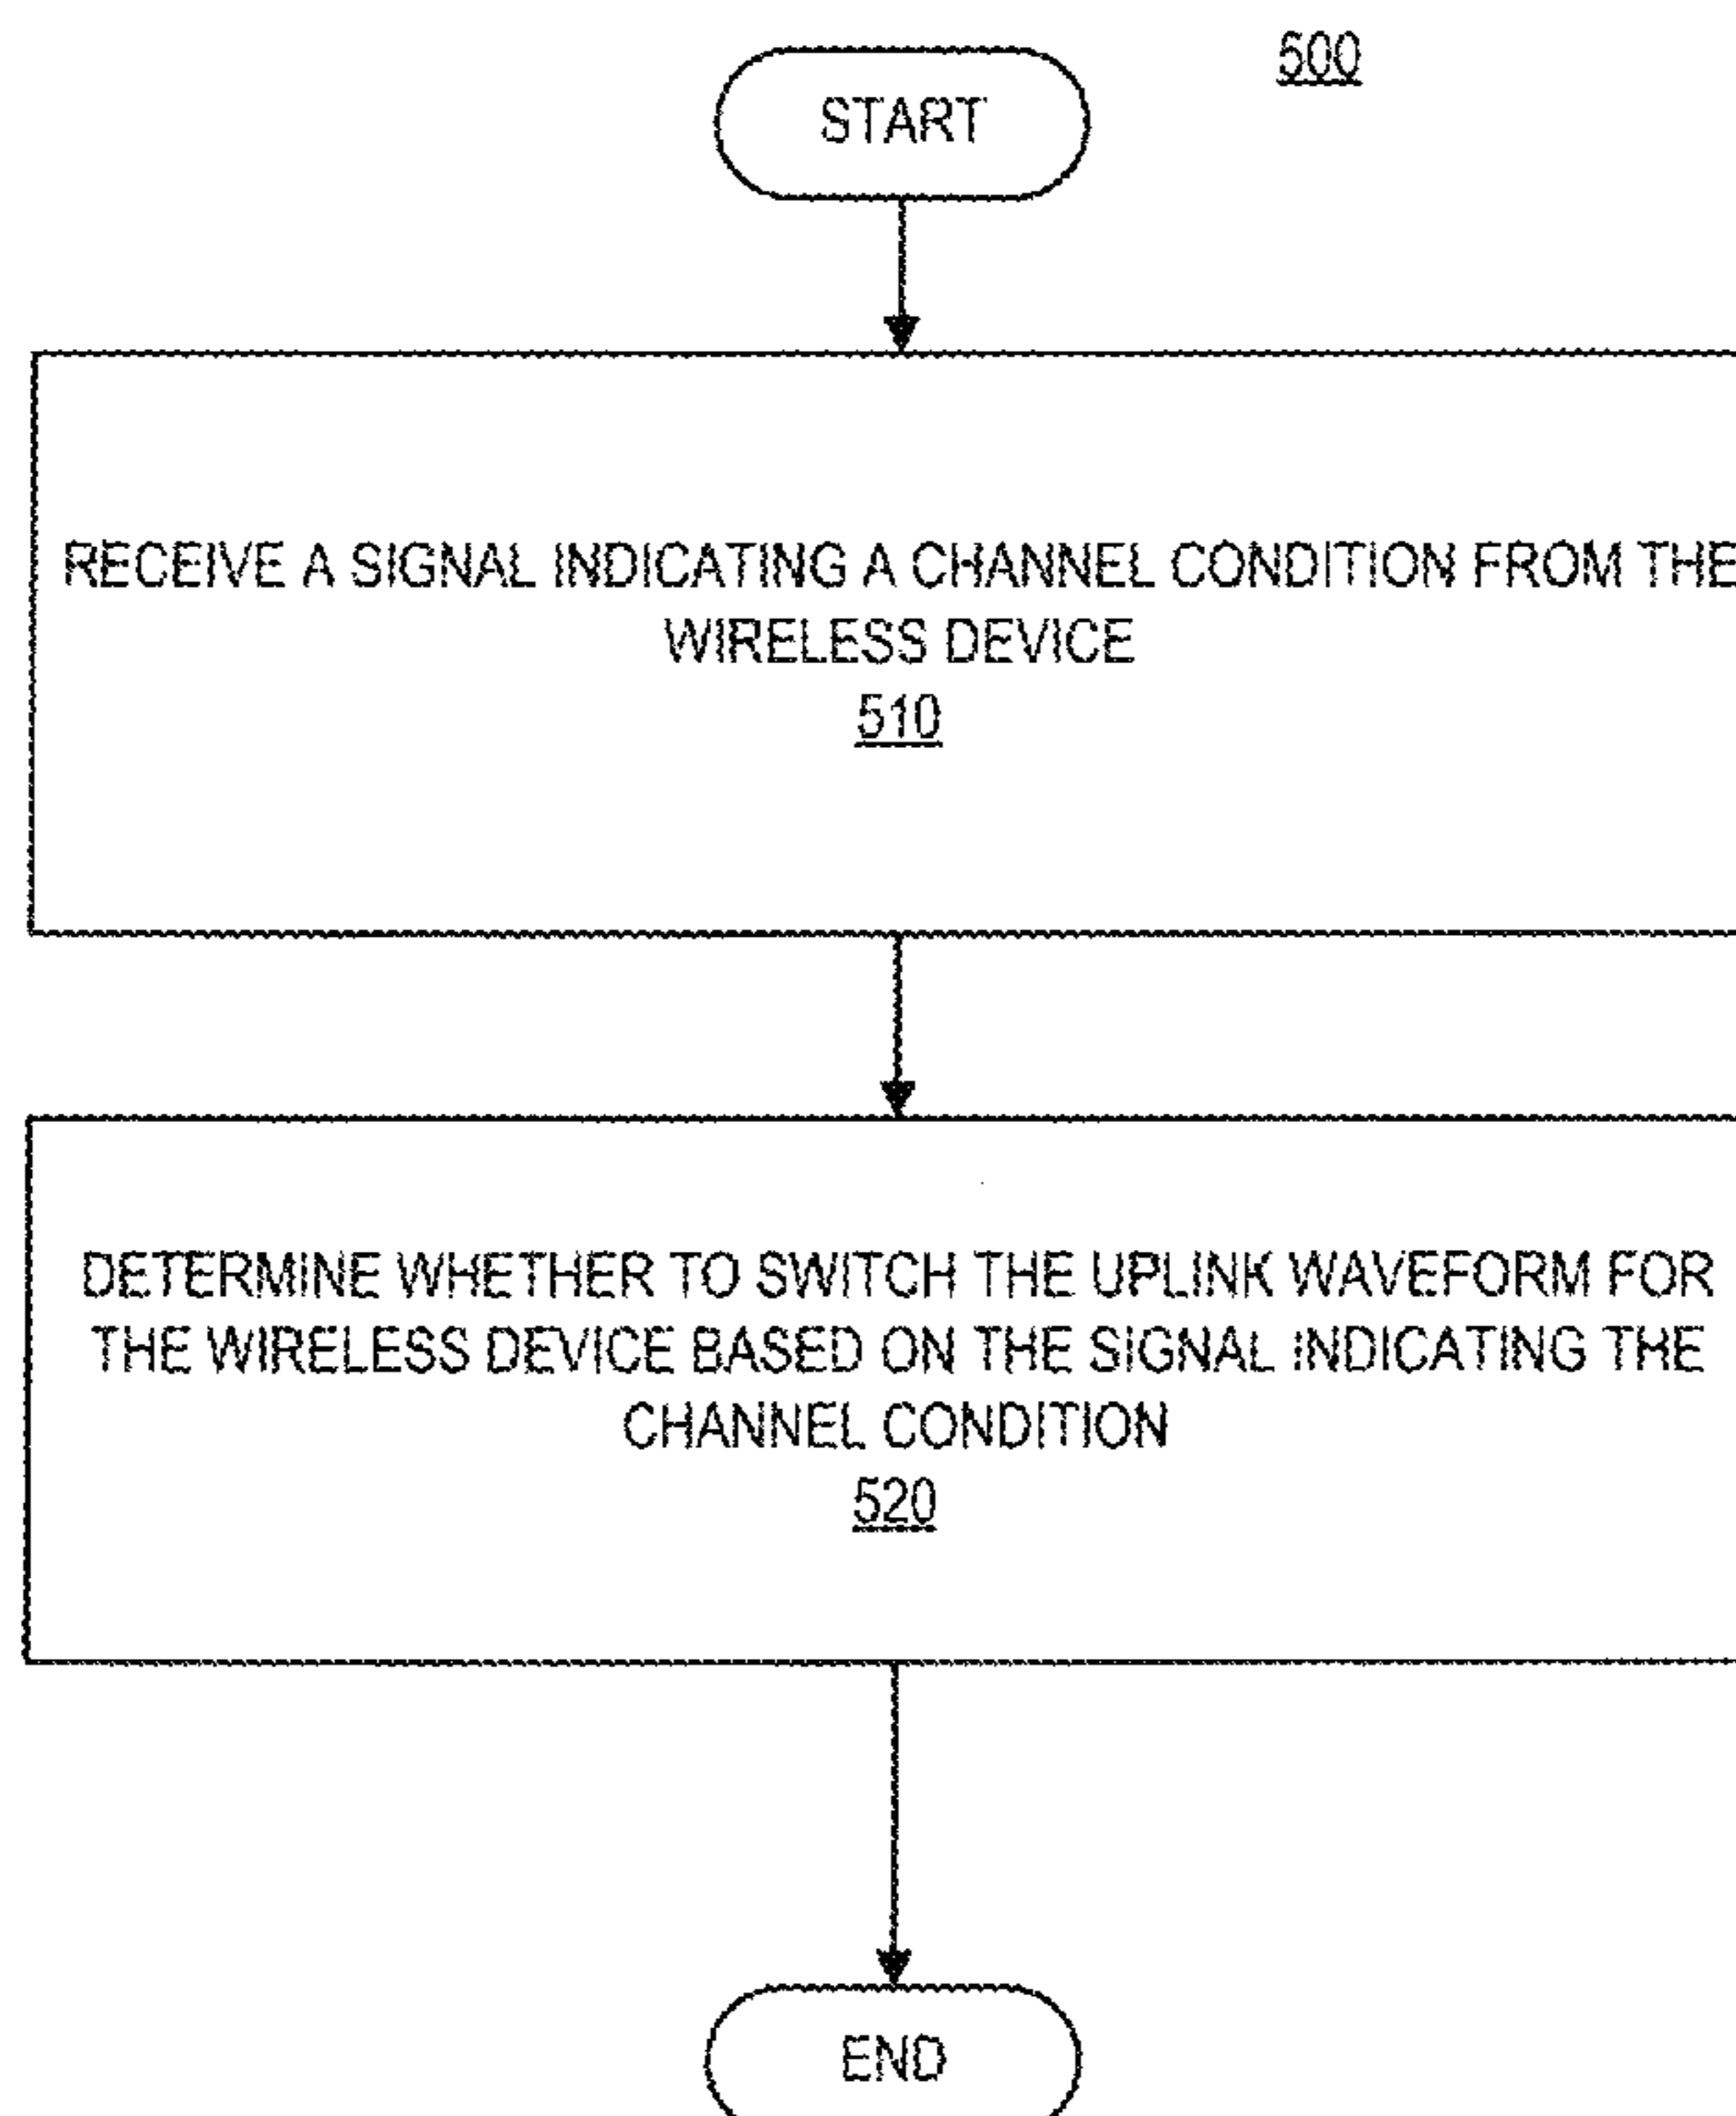 500
START
RECEIVE A SIGNAL INDICATING A CHANNEL CONDITION FROM THE
WIRELESS DEVICE
510
DETERMINE WHETHER TO SWITCH THE UPLINK WAVEFORM FOR
THE WIRELESS DEVICE BASED ON THE SIGNAL INDICATING THE
CHANNEL CONDITION
520
END